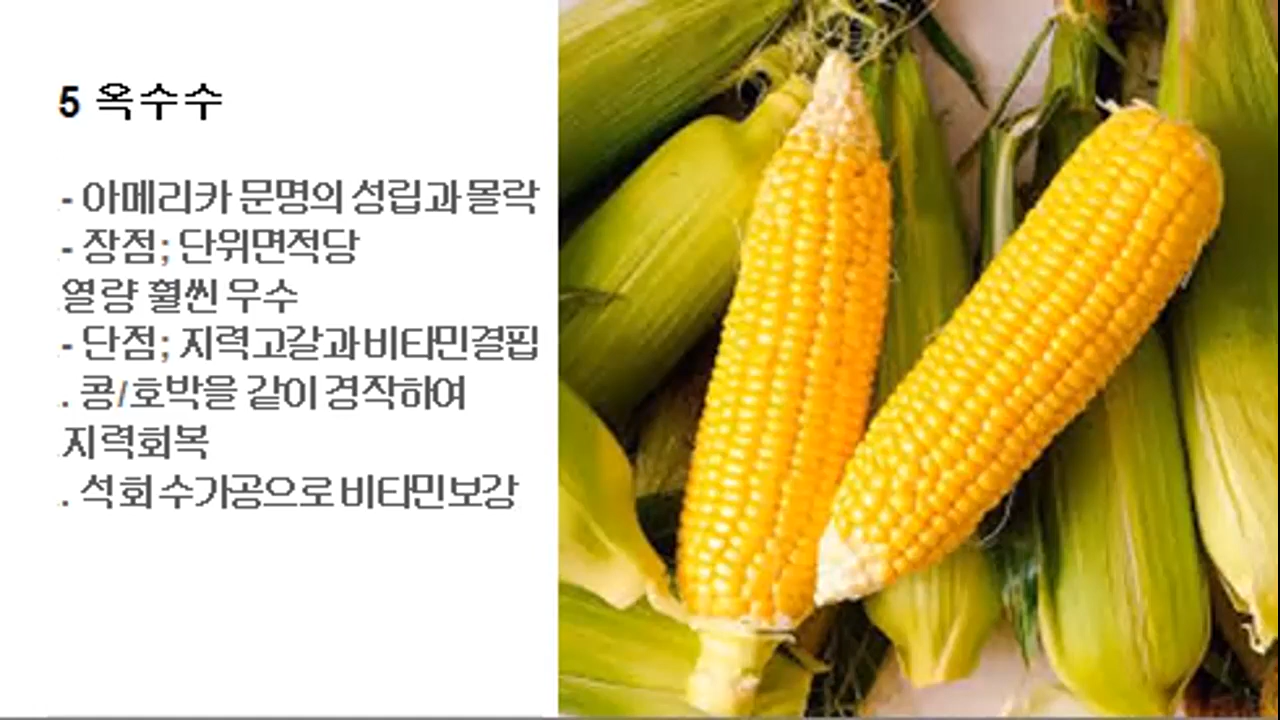 5 옥수수
- 아메리카 문명의 성립과 몰락
- 장점; 단위면적당
열량 훨씬 우수
- 단점; 지력고갈과 비타민결핍
. 콩/호박을 같이 경작하여
지력회복
. 석회 수가공으로 비타민보강